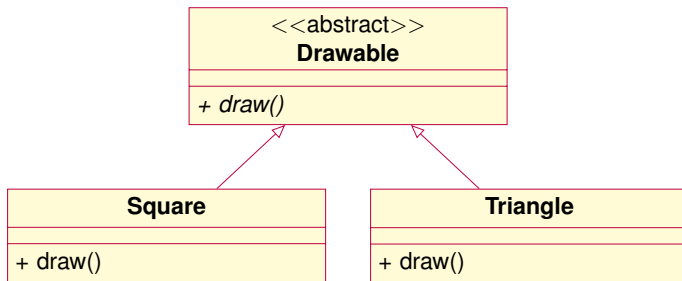 <<abstract>>
Drawable
+ draw()
Square
+ draw()
Triangle
+ draw()